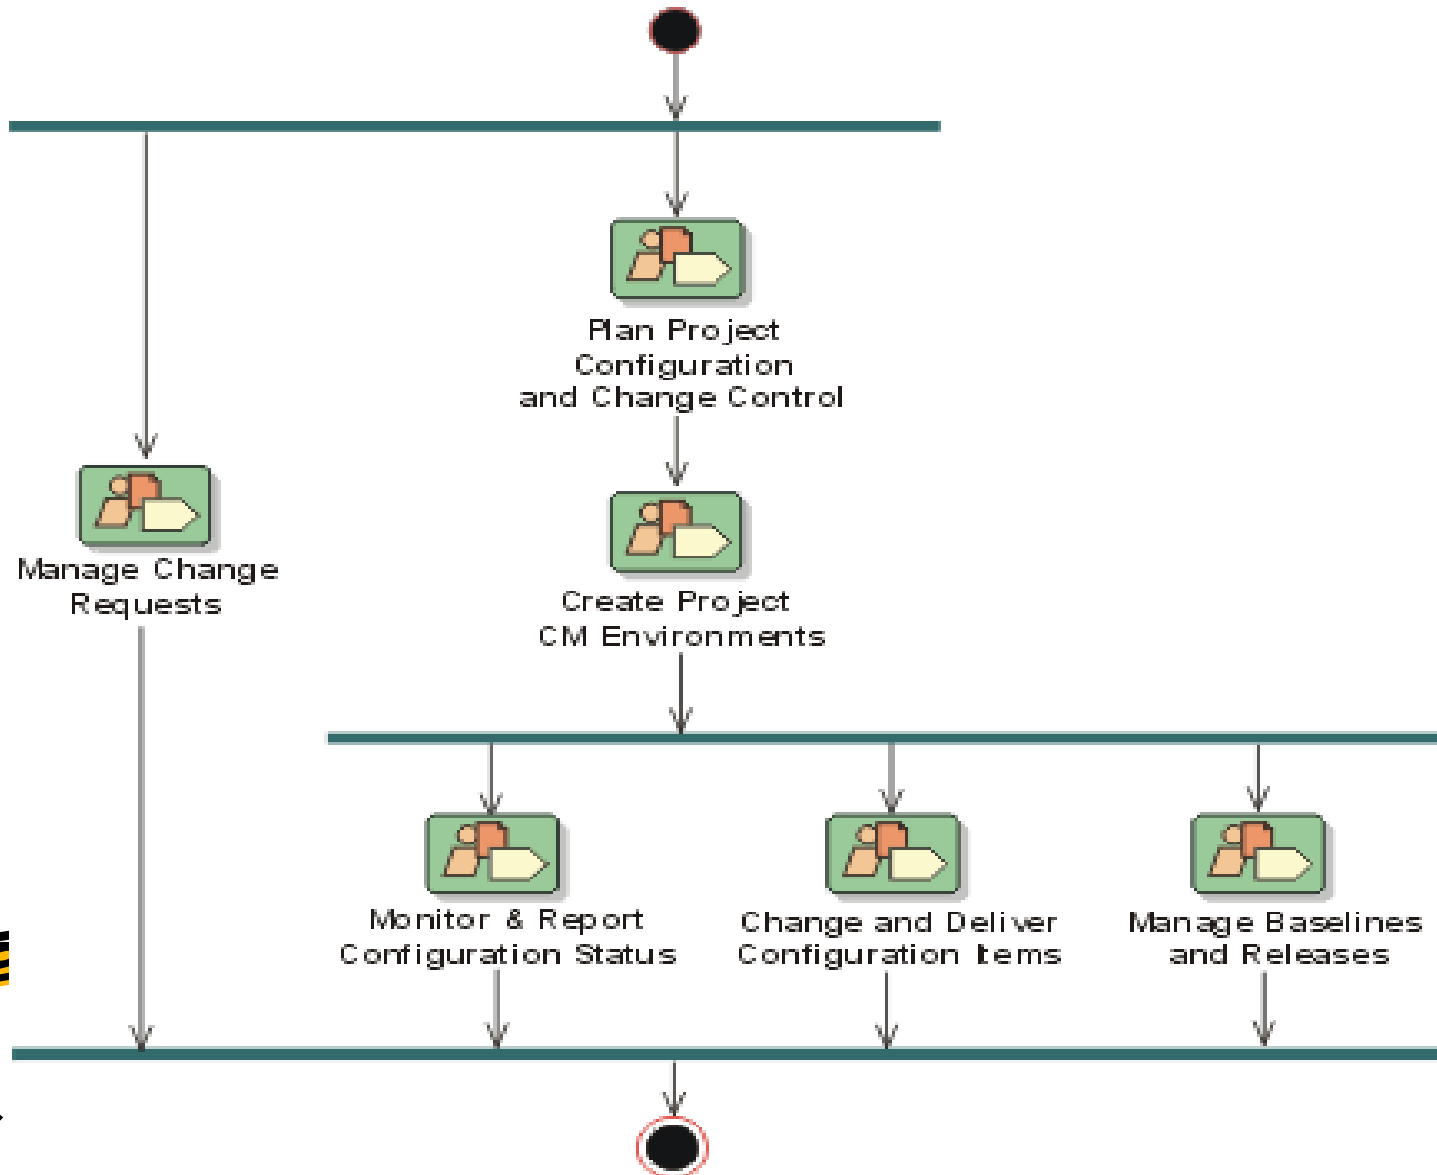 Plan Project
Configuration
and Change Control
Manage Change
Requests
Create Project
CM Environments
Monitor & Report
Configuration Status
Change and Deliver
Configuration Items
Manage Baselines
and Releases